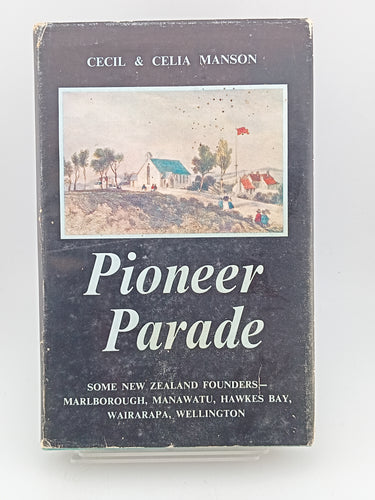 CECIL & CELIA MANSON
Pioneer
Parade
SOME NEW ZEALAND FOUNDERS—
MARLBOROUGH, MANAWATU, HAWKES BAY,
WAIRARAPA, WELLINGTON